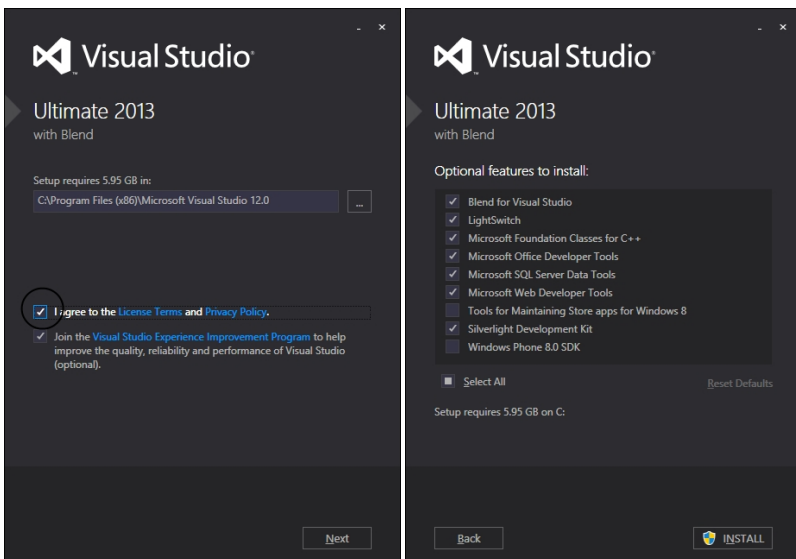 Visual Studio
Ultimate 2013
with Blend
Setup requires 5.95 GB in:
C:\Program Files (x86)\Microsoft Visual Studio 12.0
...
I agree to the License Terms and Privacy Policy.
Join the Visual Studio Experience Improvement Program to help
improve the quality, reliability and performance of Visual Studio
(optional).
Next
Visual Studio
Ultimate 2013
with Blend
Optional features to install:
Blend for Visual Studio
LightSwitch
Microsoft Foundation Classes for C++
Microsoft Office Developer Tools
Microsoft SQL Server Data Tools
Microsoft Web Developer Tools
Tools for Maintaining Store apps for Windows 8
Silverlight Development Kit
Windows Phone 8.0 SDK
Select All
Reset Defaults
Setup requires 5.95 GB on C:
Back
INSTALL